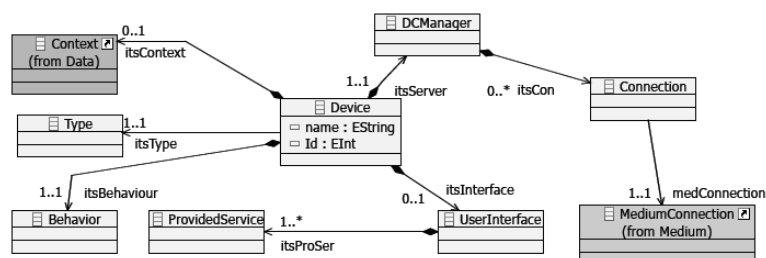 DCManager
0..1
Context
(from Data)
itsContext
1..1
itsServer
0..* itsCon
Connection
Device
name : EString
Id : EInt
Type
1..1
itsType
itsInterface
1..1
itsBehaviour
0..1
1..1
medConnection
Behavior
ProvidedService
1..*
itsProSer
UserInterface
MediumConnection
(from Medium)